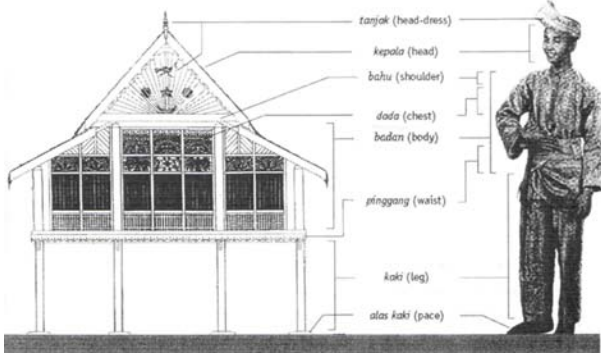 tanjak (head-dress)
kepala (head)
bahu (shoulder)
dada (chest)
badan (body)
pinggang (waist)
kaki (leg)
alas kaki (pace)